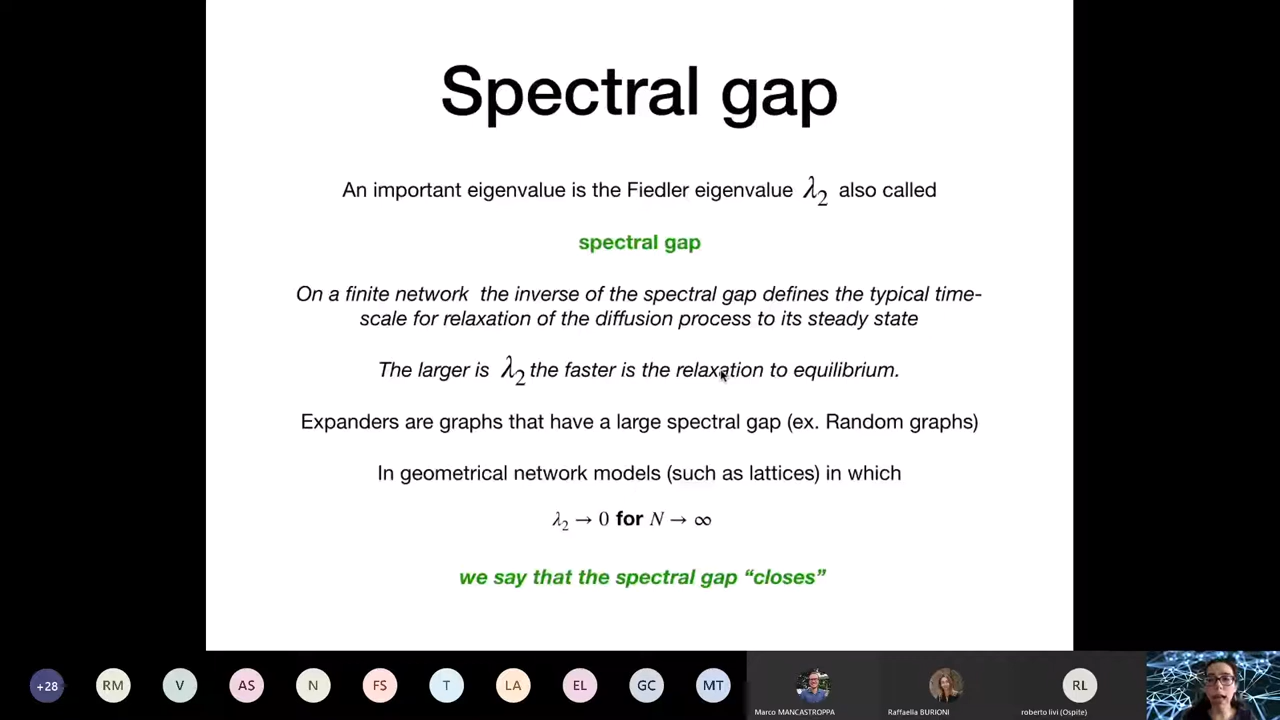 Spectral gap
An important eigenvalue is the Fiedler eigenvalue λ₂ also called
spectral gap
On a finite network the inverse of the spectral gap defines the typical time-
scale for relaxation of the diffusion process to its steady state
The larger is λ₂ the faster is the relaxation to equilibrium.
Expanders are graphs that have a large spectral gap (ex. Random graphs)
In geometrical network models (such as lattices) in which
λ₂ → 0 for N → ∞
we say that the spectral gap “closes”
+28 RM V AS N FS T LA EL GC MT RL
Marco MANCASTROPPA Raffaella BURIONI roberto livi (Ospite)